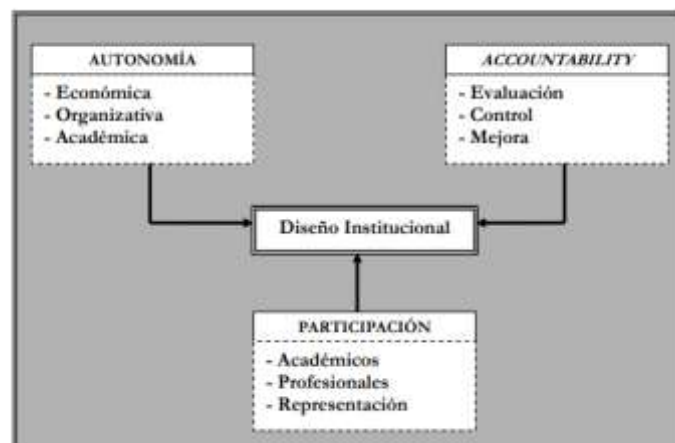 AUTONOMÍA
- Económica
- Organizativa
- Académica
ACCOUNTABILITY
- Evaluación
- Control
- Mejora
Diseño Institucional
PARTICIPACIÓN
- Académicos
- Profesionales
- Representación